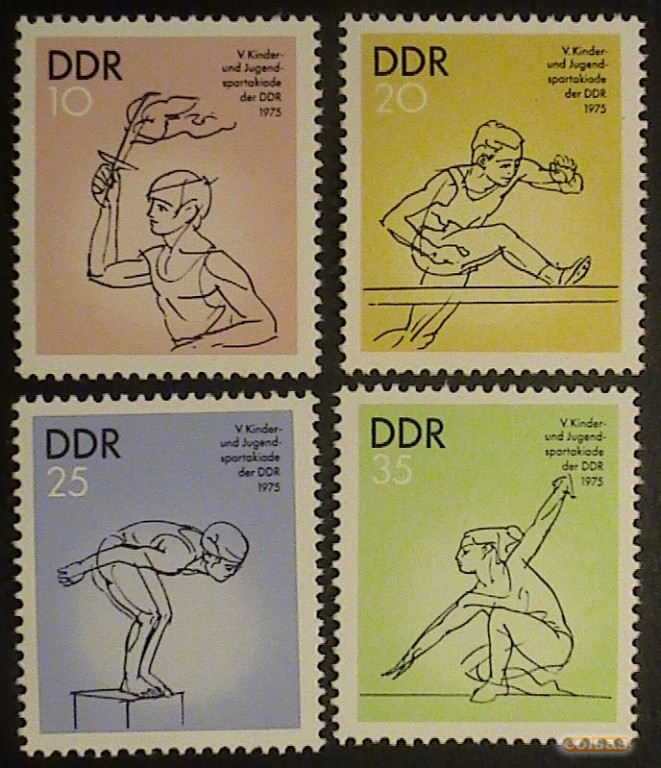 DDR
10
V. Kinder-
und Jugend-
spartakiade
der DDR
1975
DDR
20
V. Kinder-
und Jugend-
spartakiade
der DDR
1975
DDR
25
V. Kinder-
und Jugend-
spartakiade
der DDR
1975
DDR
35
V. Kinder-
und Jugend-
spartakiade
der DDR
1975
coisas